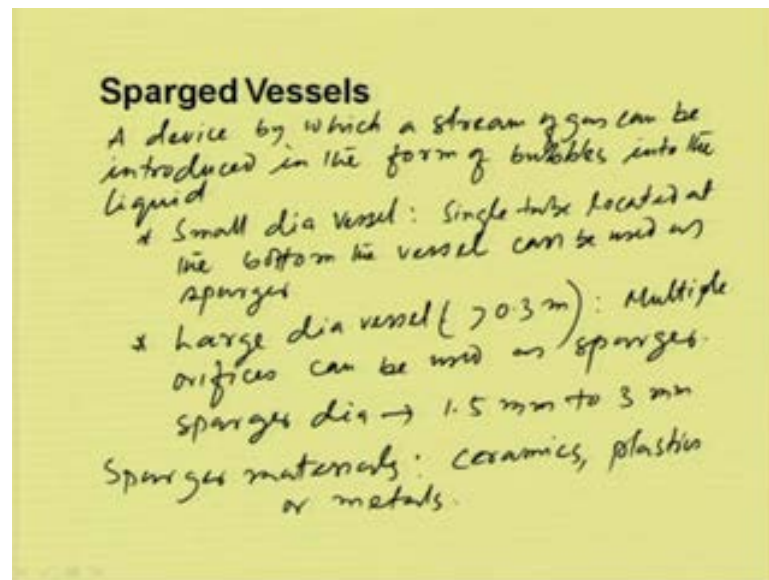 Sparged Vessels
A device by which a stream of gas can be
introduced in the form of bubbles into the
liquid
* Small dia vessel: Single tube located at
the bottom the vessel can be used as
sparger
* Large dia vessel (>0.3 m): Multiple
orifices can be used as sparger.
sparger dia → 1.5 mm to 3 mm
Sparger materials: ceramics, plastics
or metals.